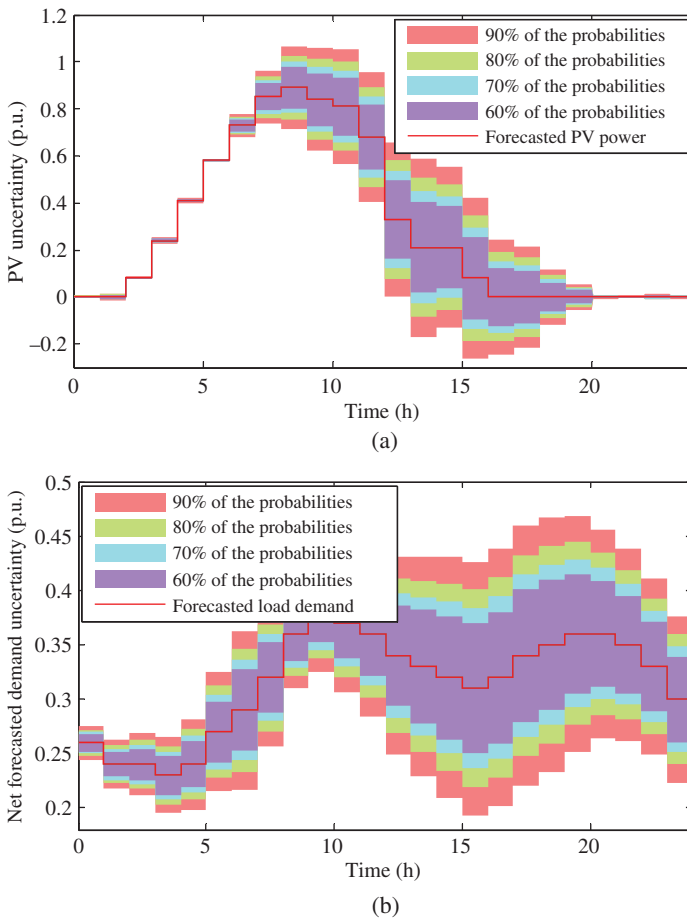 1.2
1
0.8
0.6
0.4
0.2
0
–0.2
PV uncertainty (p.u.)
90% of the probabilities
80% of the probabilities
70% of the probabilities
60% of the probabilities
Forecasted PV power
0 5 10 15 20
Time (h)
(a)
0.5
0.45
0.4
0.35
0.3
0.25
0.2
Net forecasted demand uncertainty (p.u.)
90% of the probabilities
80% of the probabilities
70% of the probabilities
60% of the probabilities
Forecasted load demand
0 5 10 15 20
Time (h)
(b)